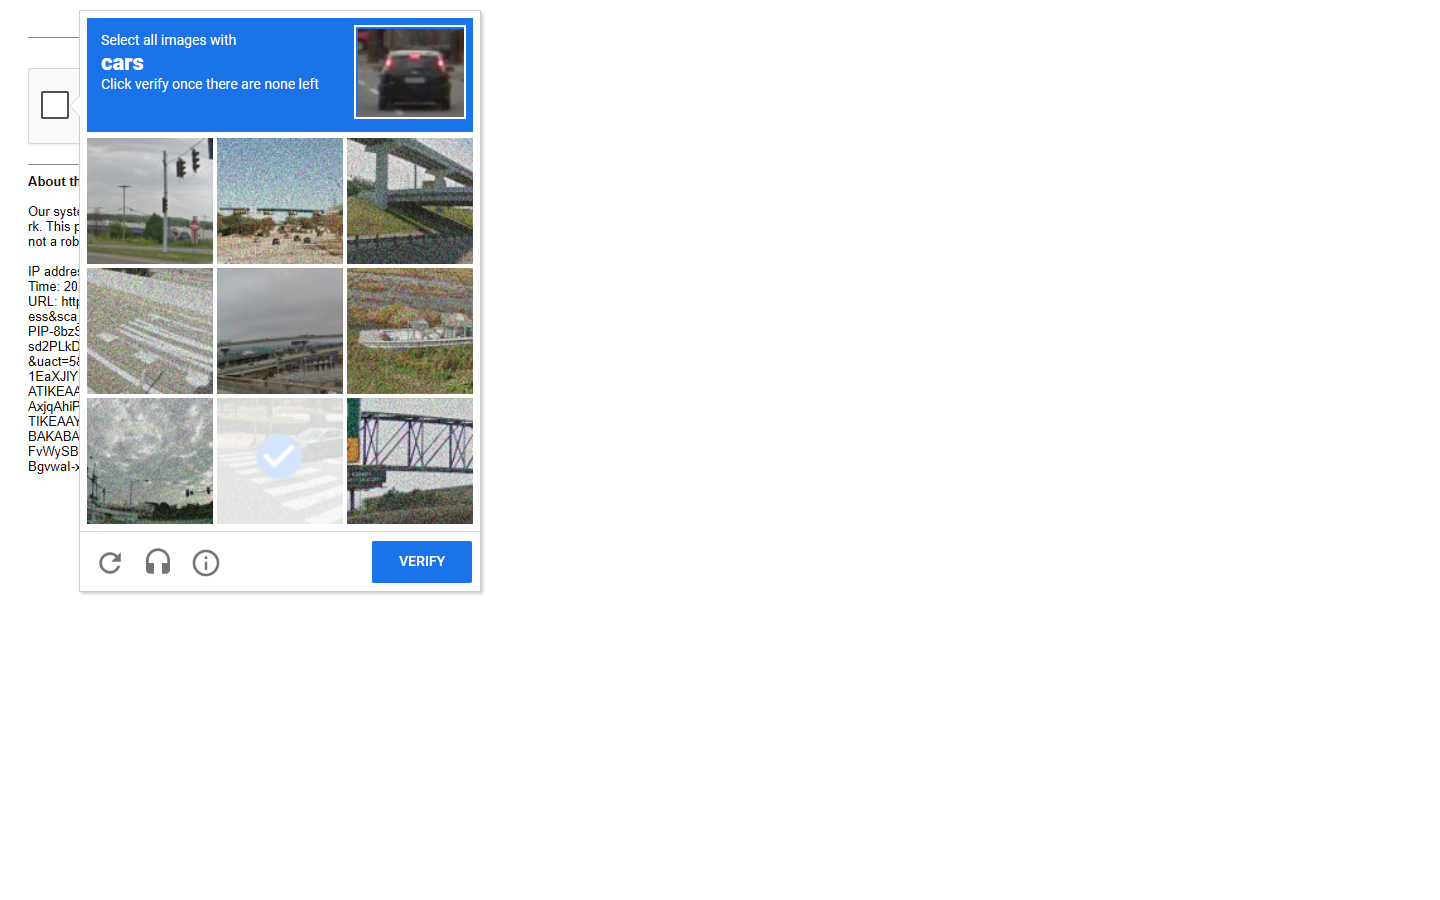 Select all images with
cars
Click verify once there are none left
About th
Our syste
rk. This p
not a rob
IP addres
Time: 20
URL: http
ess&sca
PIP-8bzS
sd2PLkD
&uact=5&
1EaXJIY
ATIKEAA
AxjqAhiP
TIKEAAY
BAKABA
FvWySB
BgvwaI-x
VERIFY